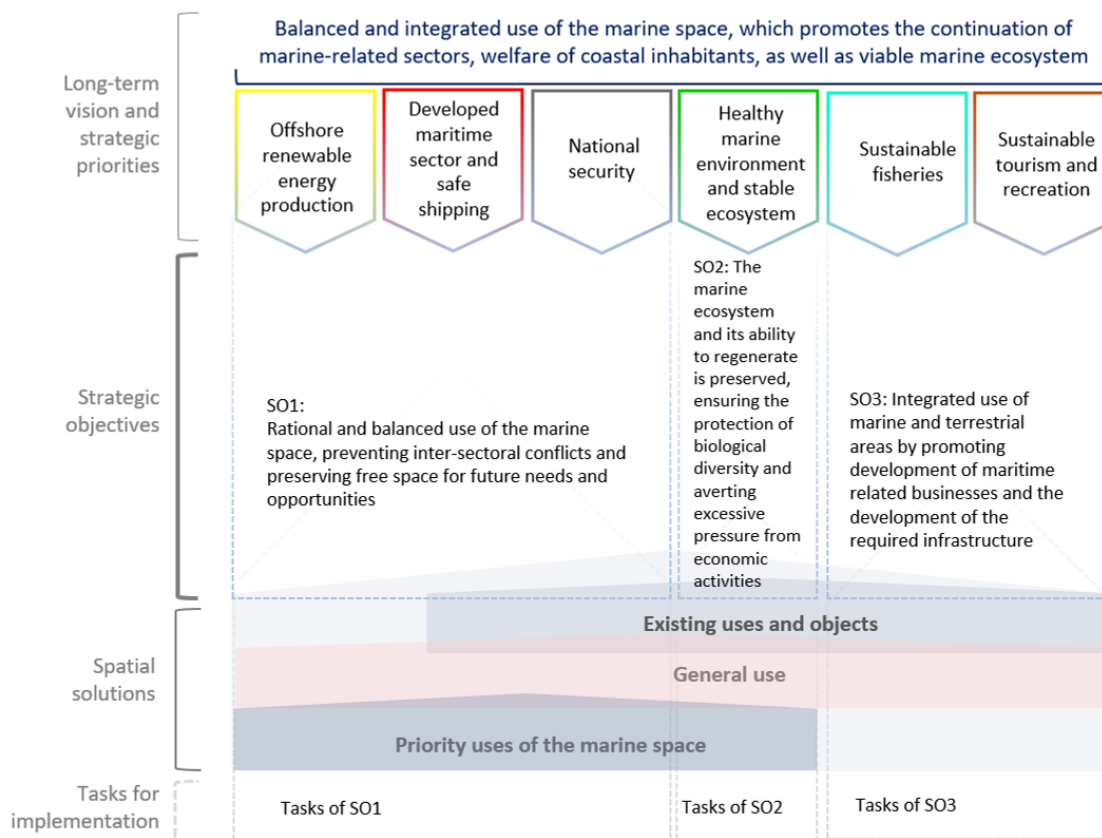 Balanced and integrated use of the marine space, which promotes the continuation of
marine-related sectors, welfare of coastal inhabitants, as well as viable marine ecosystem
Long-term
vision and
strategic
priorities
Offshore
renewable
energy
production
Developed
maritime
sector and
safe
shipping
National
security
Healthy
marine
environment
and stable
ecosystem
Sustainable
fisheries
Sustainable
tourism and
recreation
Strategic
objectives
SO1:
Rational and balanced use of the marine
space, preventing inter-sectoral conflicts and
preserving free space for future needs and
opportunities
SO2: The
marine
ecosystem
and its ability
to regenerate
is preserved,
ensuring the
protection of
biological
diversity and
averting
excessive
pressure from
economic
activities
SO3: Integrated use of
marine and terrestrial
areas by promoting
development of maritime
related businesses and the
development of the
required infrastructure
Spatial
solutions
Existing uses and objects
General use
Priority uses of the marine space
Tasks for
implementation
Tasks of SO1
Tasks of SO2
Tasks of SO3